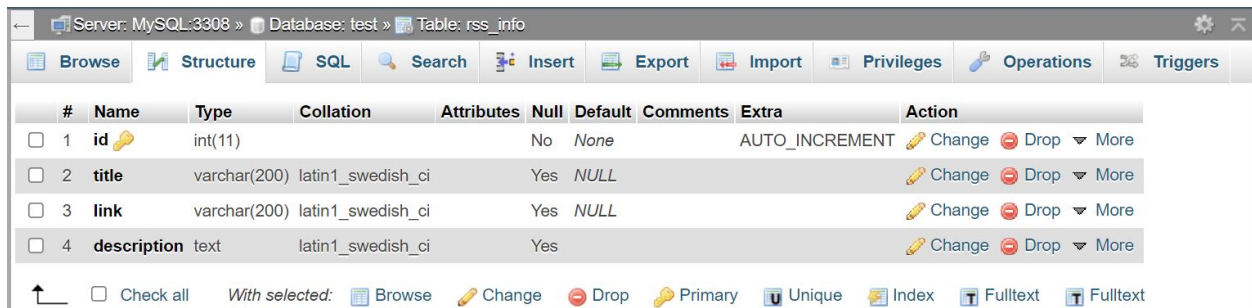 ← Server: MySQL:3308 » Database: test » Table: rss_info
Browse Structure SQL Search Insert Export Import Privileges Operations Triggers
# Name Type Collation Attributes Null Default Comments Extra Action
1 id int(11) No None AUTO_INCREMENT Change Drop More
2 title varchar(200) latin1_swedish_ci Yes NULL Change Drop More
3 link varchar(200) latin1_swedish_ci Yes NULL Change Drop More
4 description text latin1_swedish_ci Yes Change Drop More
Check all With selected: Browse Change Drop Primary Unique Index Fulltext Fulltext